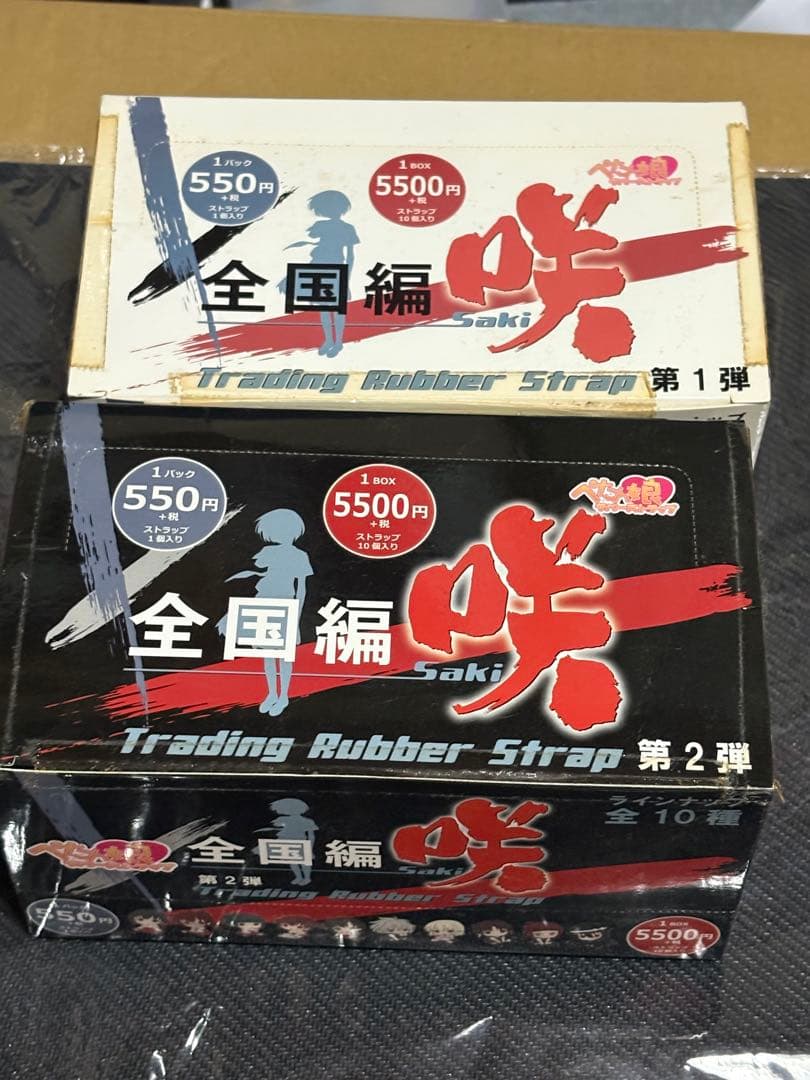 1パック
550円
+税
ストラップ
1個入り
1BOX
5500円
+税
ストラップ
10個入り
全国編
咲
Saki
Trading Rubber Strap 第1弾
1パック
550円
+税
ストラップ
1個入り
1BOX
5500円
+税
ストラップ
10個入り
全国編
咲
Saki
Trading Rubber Strap 第2弾
ラインナップ
全10種
全国編
咲
Saki
第2弾
Trading Rubber Strap
550円
1BOX
5500円
+税